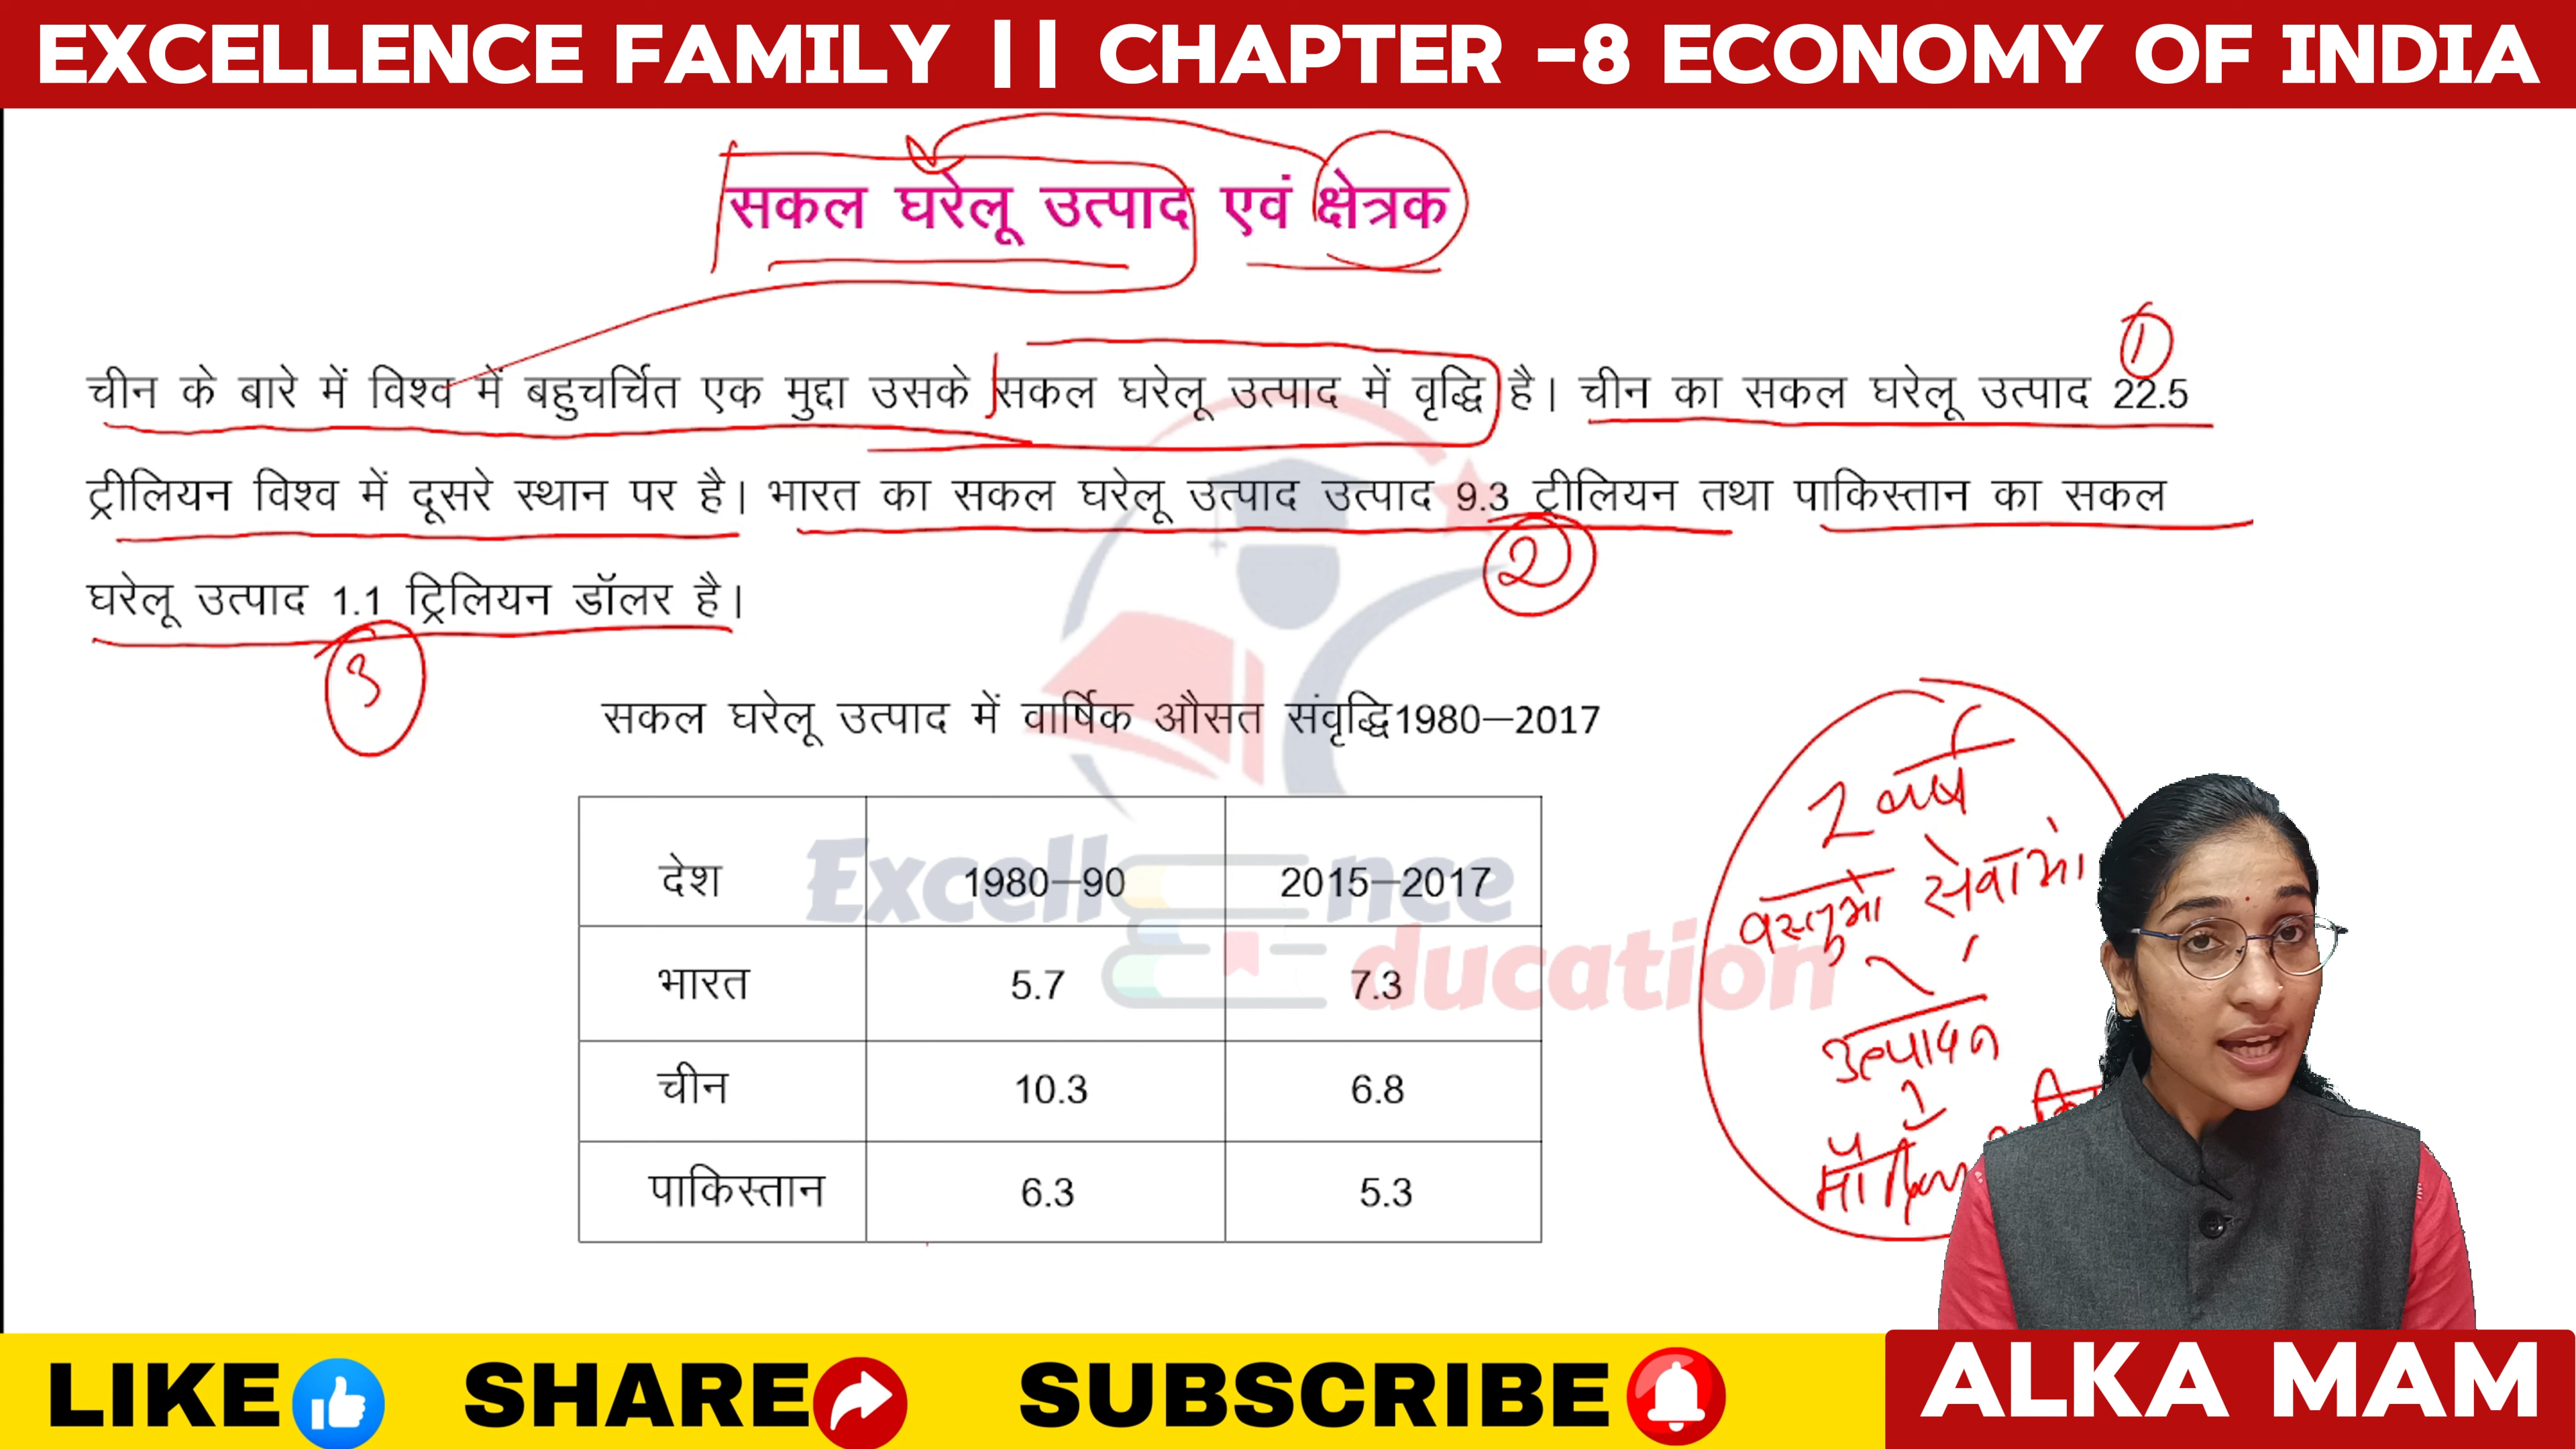 EXCELLENCE FAMILY || CHAPTER -8 ECONOMY OF INDIA
सकल घरेलू उत्पाद एवं क्षेत्रक
चीन के बारे में विश्व में बहुचर्चित एक मुद्दा उसके सकल घरेलू उत्पाद में वृद्धि है। चीन का सकल घरेलू उत्पाद 22.5
ट्रीलियन विश्व में दूसरे स्थान पर है। भारत का सकल घरेलू उत्पाद उत्पाद 9.3 ट्रीलियन तथा पाकिस्तान का सकल
घरेलू उत्पाद 1.1 ट्रिलियन डॉलर है।
1
2
3
सकल घरेलू उत्पाद में वार्षिक औसत संवृद्धि1980–2017
देश 1980–90 2015–2017
भारत 5.7 7.3
चीन 10.3 6.8
पाकिस्तान 6.3 5.3
वर्ष
वस्तुओ सेवाओ
उत्पादन
Excellence
Education
LIKE SHARE SUBSCRIBE
ALKA MAM